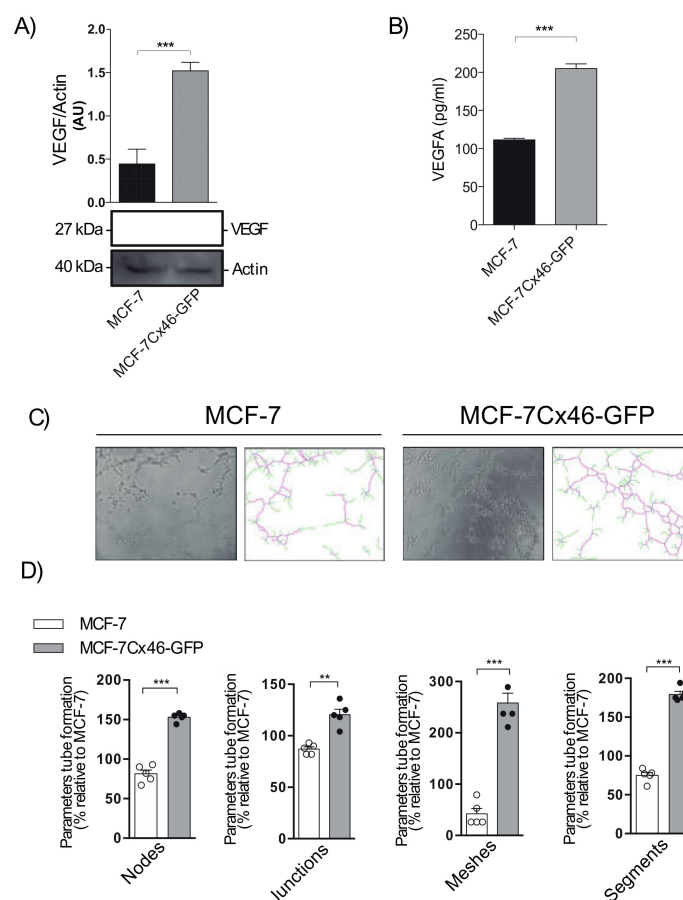 A)
VEGF/Actin
(AU)
2.0
1.5
1.0
0.5
0.0
***
27 kDa
VEGF
40 kDa
Actin
MCF-7
MCF-7Cx46-GFP
B)
VEGFA (pg/ml)
250
200
150
100
50
0
***
MCF-7
MCF-7Cx46-GFP
C)
MCF-7
MCF-7Cx46-GFP
D)
MCF-7
MCF-7Cx46-GFP
Parameters tube formation
(% relative to MCF-7)
200
150
100
50
0
***
Nodes
Parameters tube formation
(% relative to MCF-7)
150
100
50
0
**
Junctions
Parameters tube formation
(% relative to MCF-7)
300
200
100
0
***
Meshes
Parameters tube formation
(% relative to MCF-7)
200
150
100
50
0
***
Segments